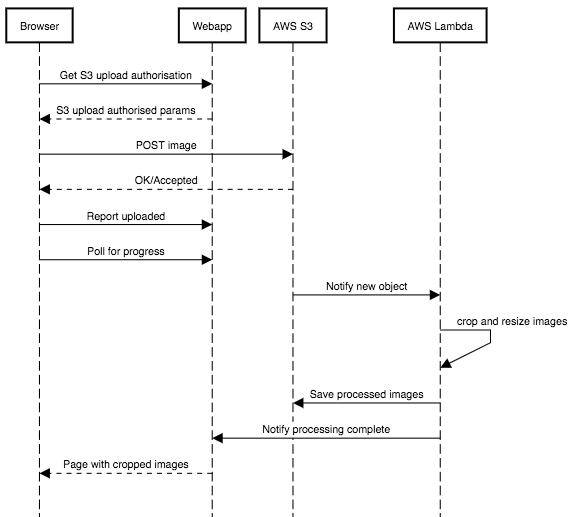 Browser
Webapp
AWS S3
AWS Lambda
Get S3 upload authorisation
S3 upload authorised params
POST image
OK/Accepted
Report uploaded
Poll for progress
Notify new object
crop and resize images
Save processed images
Notify processing complete
Page with cropped images